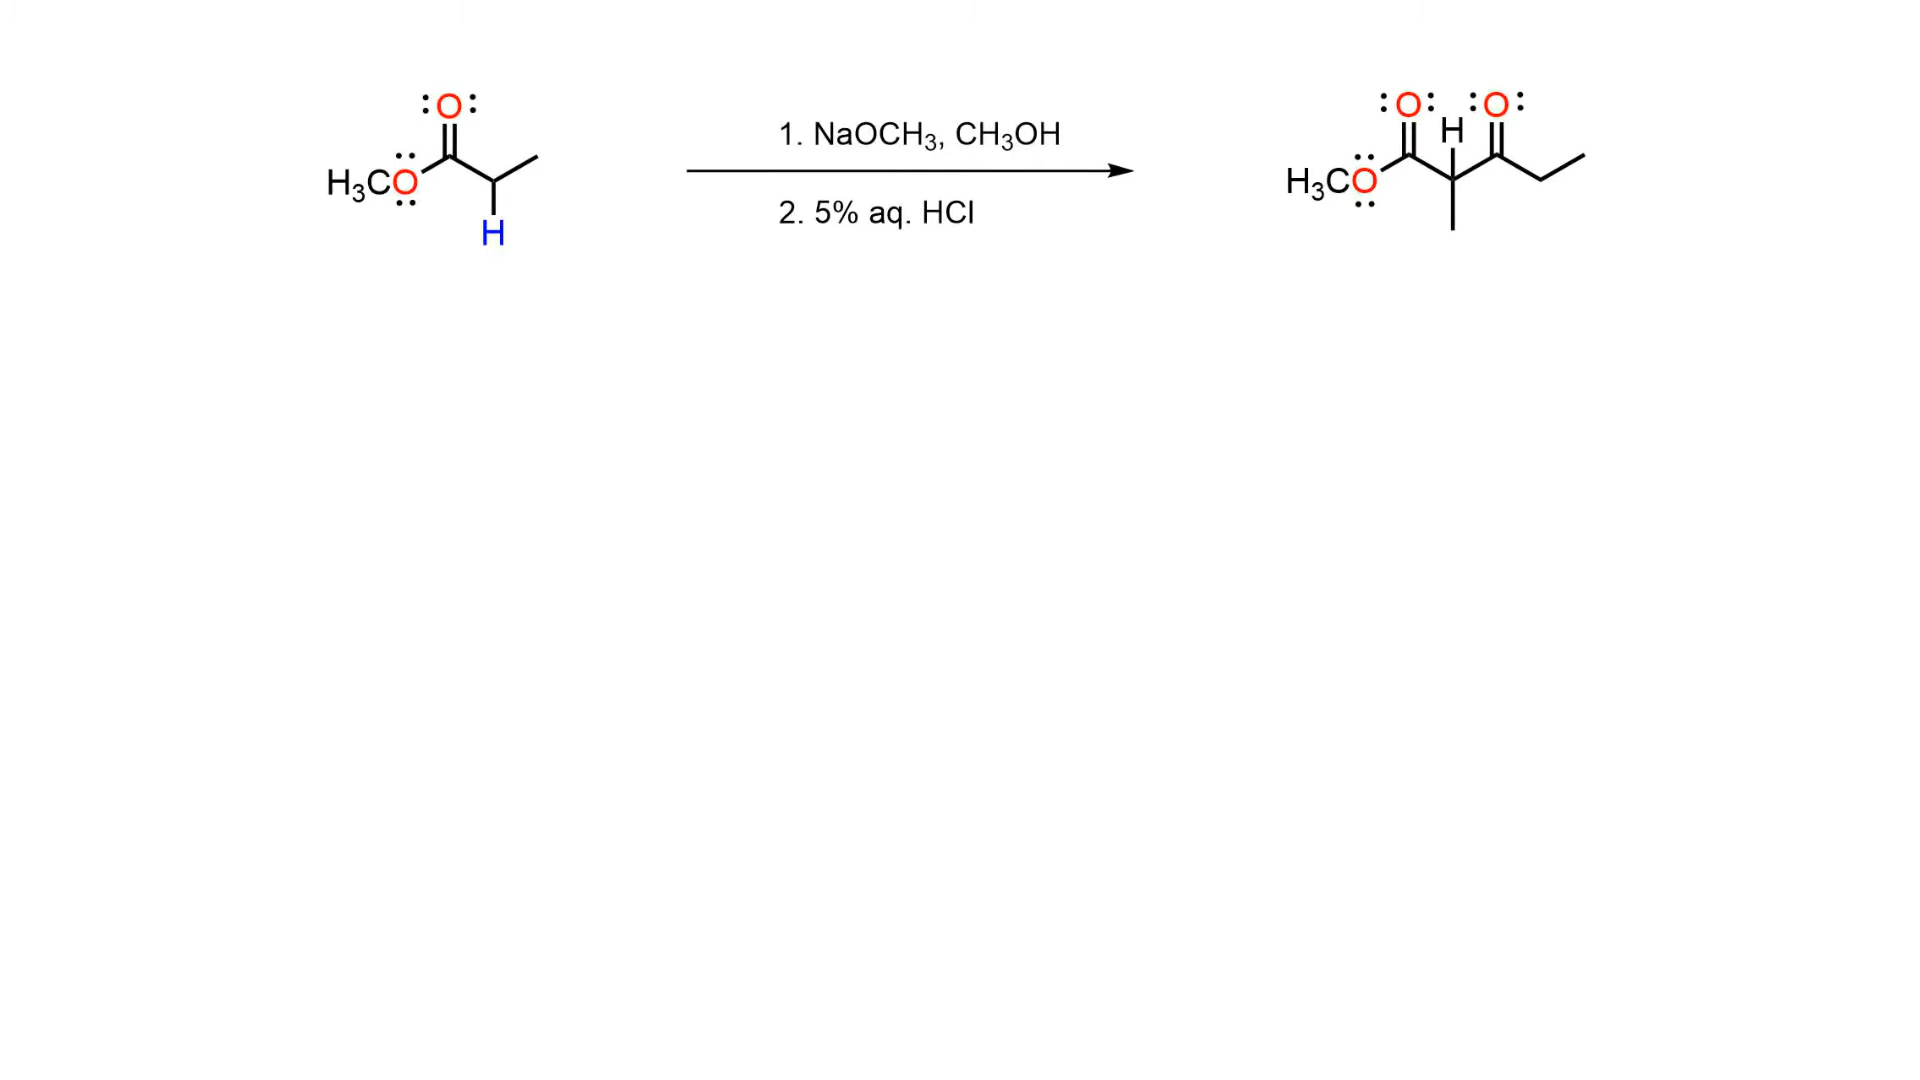 O O O
1. NaOCH₃, CH₃OH
H
H₃CO H₃CO
2. 5% aq. HCl
H